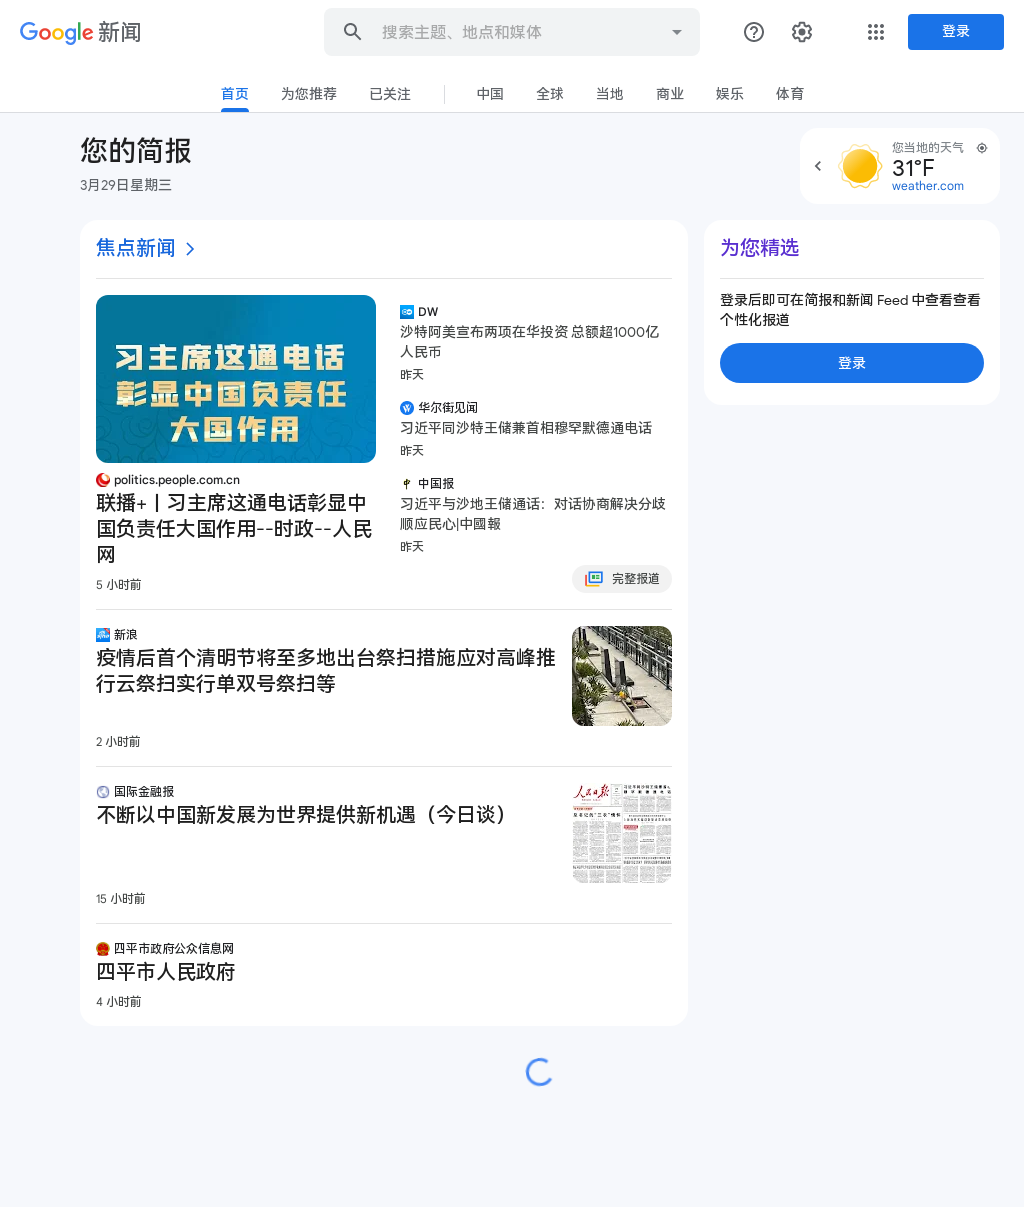 Google 新闻
搜索主题、地点和媒体
登录
首页
为您推荐
已关注
中国
全球
当地
商业
娱乐
体育
您的简报
3月29日星期三
您当地的天气
31°F
weather.com
焦点新闻
习主席这通电话
彰显中国负责任
大国作用
politics.people.com.cn
联播+丨习主席这通电话彰显中
国负责任大国作用--时政--人民
网
5 小时前
DW
沙特阿美宣布两项在华投资 总额超1000亿
人民币
昨天
华尔街见闻
习近平同沙特王储兼首相穆罕默德通电话
昨天
中国报
习近平与沙地王储通话：对话协商解决分歧
顺应民心|中國報
昨天
完整报道
新浪
疫情后首个清明节将至多地出台祭扫措施应对高峰推
行云祭扫实行单双号祭扫等
2 小时前
国际金融报
不断以中国新发展为世界提供新机遇（今日谈）
人民日报
15 小时前
四平市政府公众信息网
四平市人民政府
4 小时前
为您精选
登录后即可在简报和新闻 Feed 中查看查看
个性化报道
登录